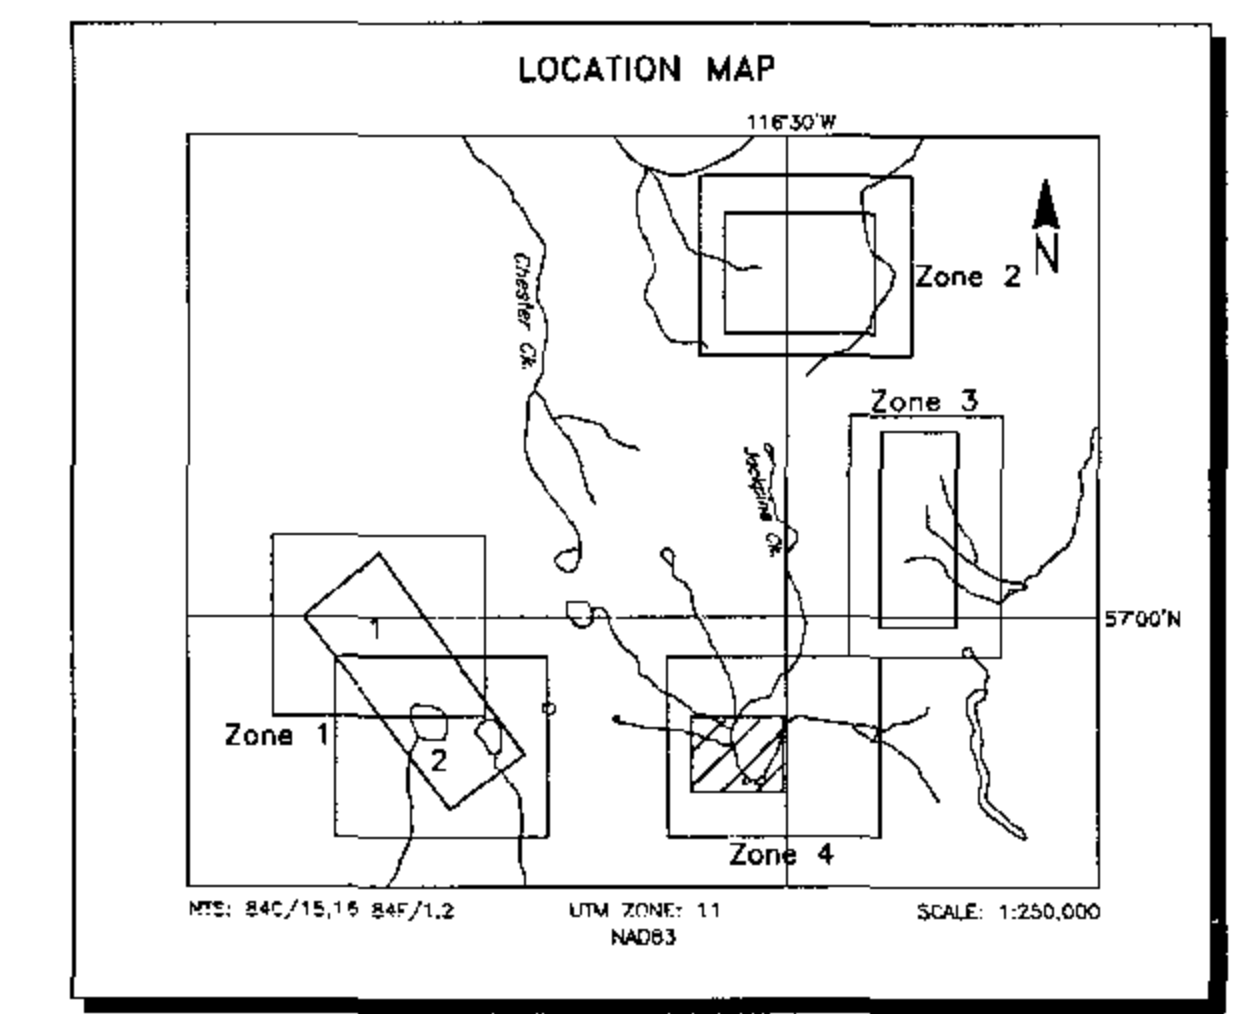 LOCATION MAP
116°30'W
N
Chester Ck.
Zone 2
Zone 3
Jackpine Ck.
57°00'N
1
Zone 1
2
Zone 4
NTS: 84C/15,16 84F/1,2
UTM ZONE: 11
SCALE: 1:250,000
NAD83